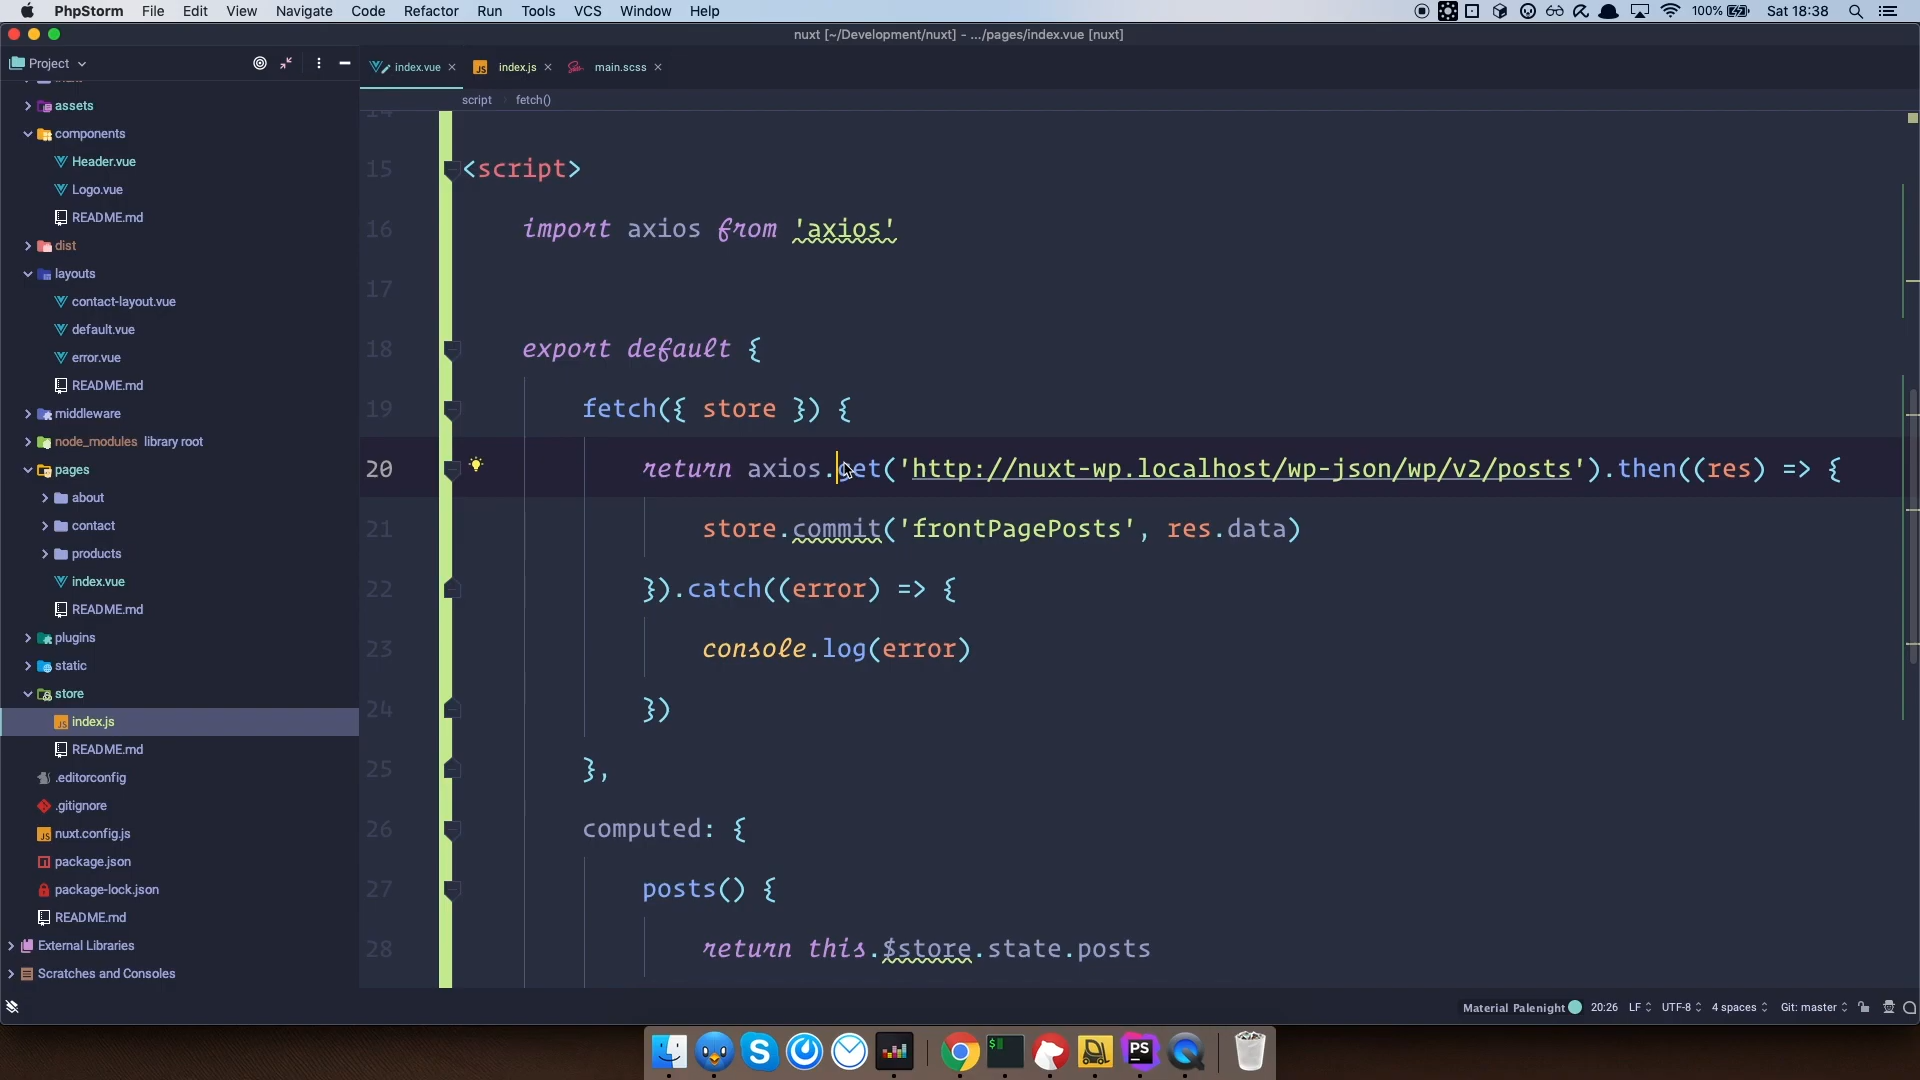 PhpStorm File Edit View Navigate Code Refactor Run Tools VCS Window Help 100% Sat 18:38
nuxt [~/Development/nuxt] - .../pages/index.vue [nuxt]
Project
index.vue index.js main.scss
script fetch()
assets
components
Header.vue
Logo.vue
README.md
dist
layouts
contact-layout.vue
default.vue
error.vue
README.md
middleware
node_modules library root
pages
about
contact
products
index.vue
README.md
plugins
static
store
index.js
README.md
.editorconfig
.gitignore
nuxt.config.js
package.json
package-lock.json
README.md
External Libraries
Scratches and Consoles
14
15 <script>
16 import axios from 'axios'
17
18 export default {
19 fetch({ store }) {
20 return axios.get('http://nuxt-wp.localhost/wp-json/wp/v2/posts').then((res) => {
21 store.commit('frontPagePosts', res.data)
22 }).catch((error) => {
23 console.log(error)
24 })
25 },
26 computed: {
27 posts() {
28 return this.$store.state.posts
Material Palenight 20:26 LF UTF-8 4 spaces Git: master
$
PS